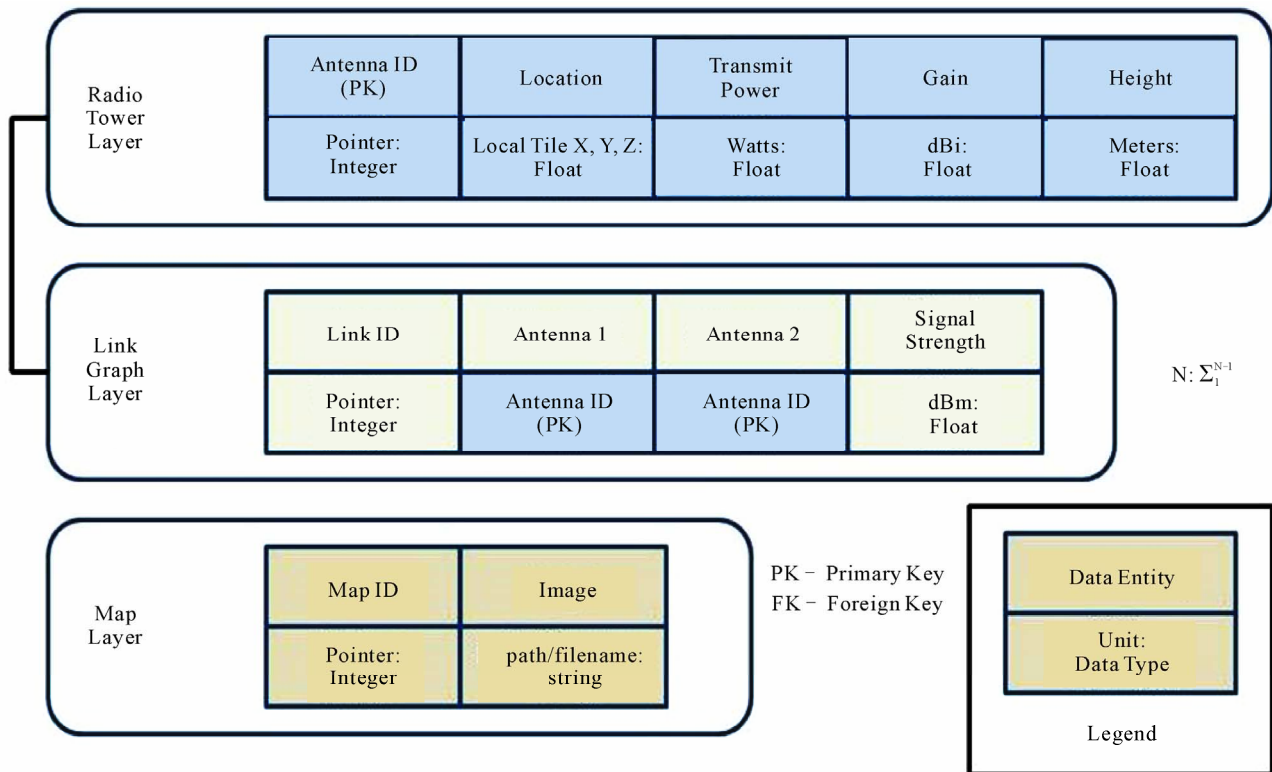 Radio
Tower
Layer
Antenna ID
(PK)
Location
Transmit
Power
Gain
Height
Pointer:
Integer
Local Tile X, Y, Z:
Float
Watts:
Float
dBi:
Float
Meters:
Float
Link
Graph
Layer
Link ID
Antenna 1
Antenna 2
Signal
Strength
Pointer:
Integer
Antenna ID
(PK)
Antenna ID
(PK)
dBm:
Float
N: Σ₁ᴺ⁻¹
Map
Layer
Map ID
Image
Pointer:
Integer
path/filename:
string
PK – Primary Key
FK – Foreign Key
Data Entity
Unit:
Data Type
Legend